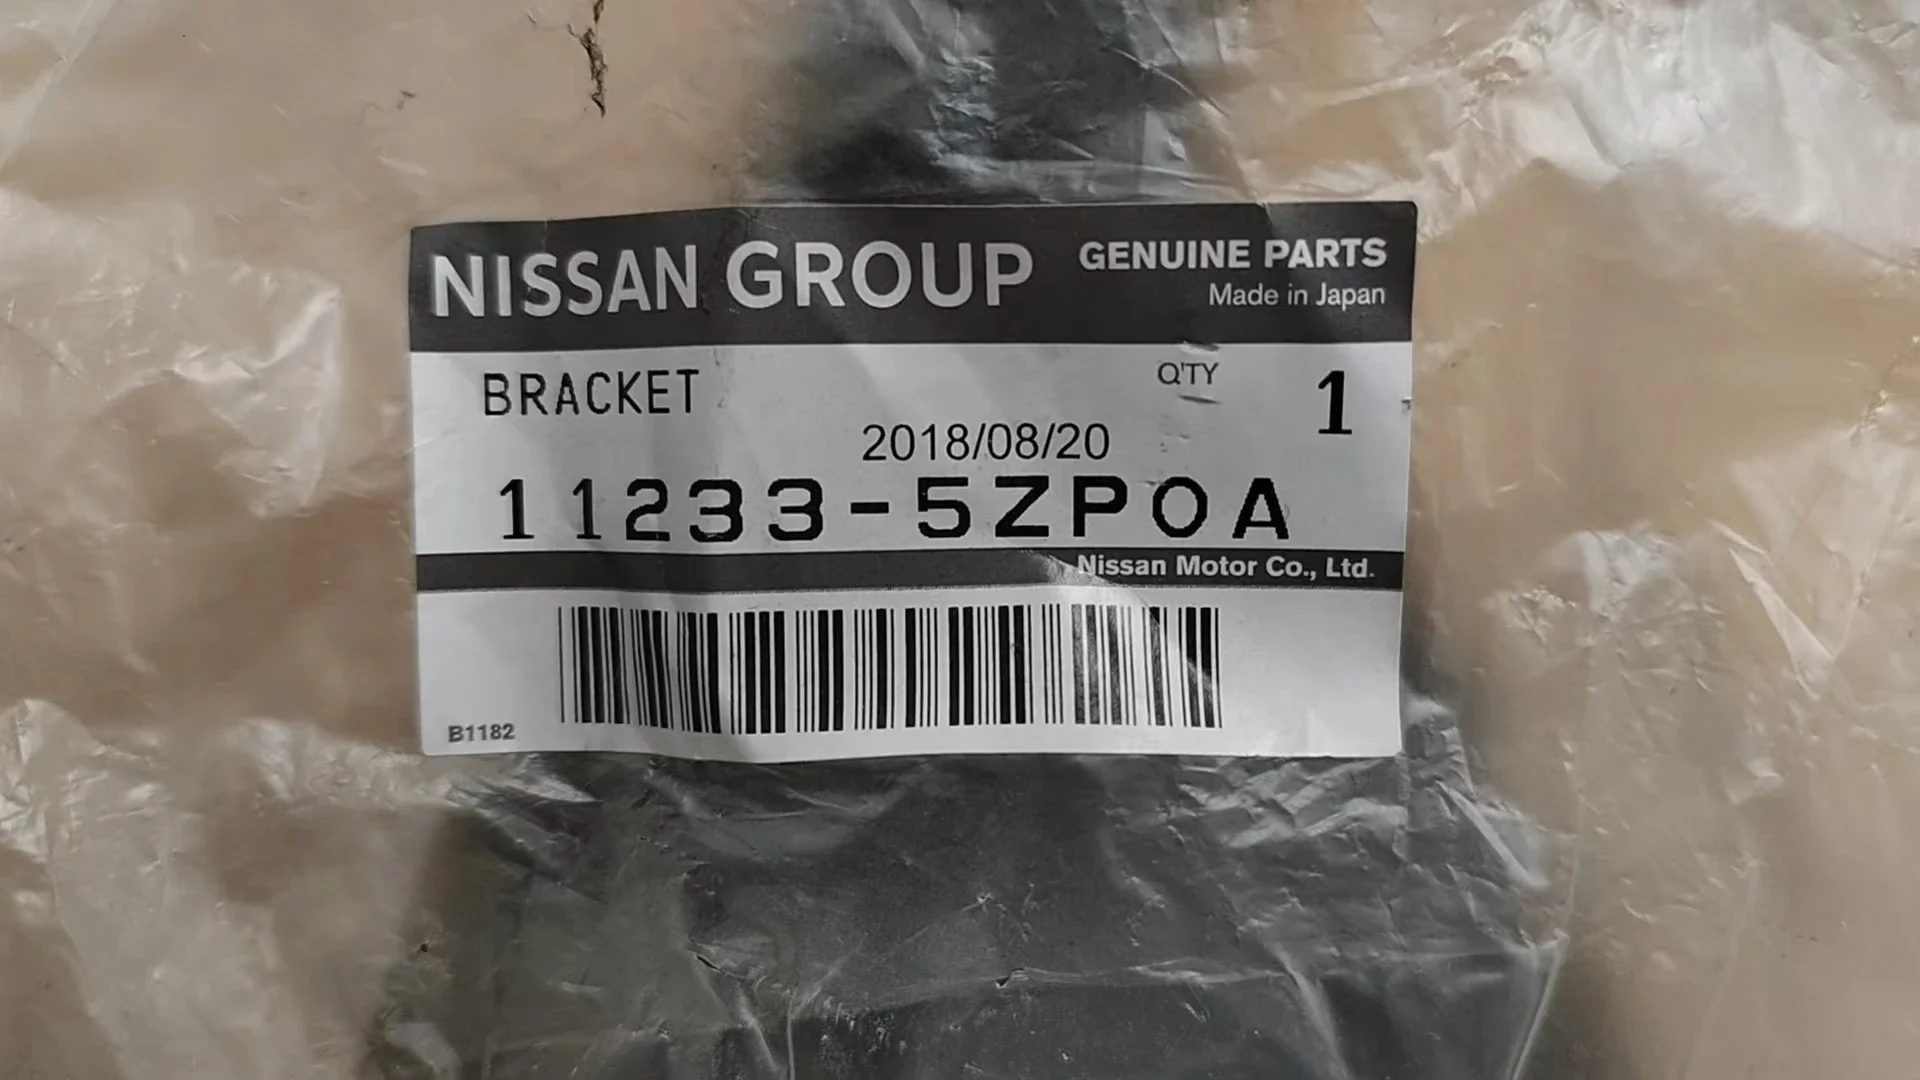 NISSAN GROUP
GENUINE PARTS
Made in Japan
BRACKET
Q'TY 1
2018/08/20
11233-5ZP0A
Nissan Motor Co., Ltd.
B1182